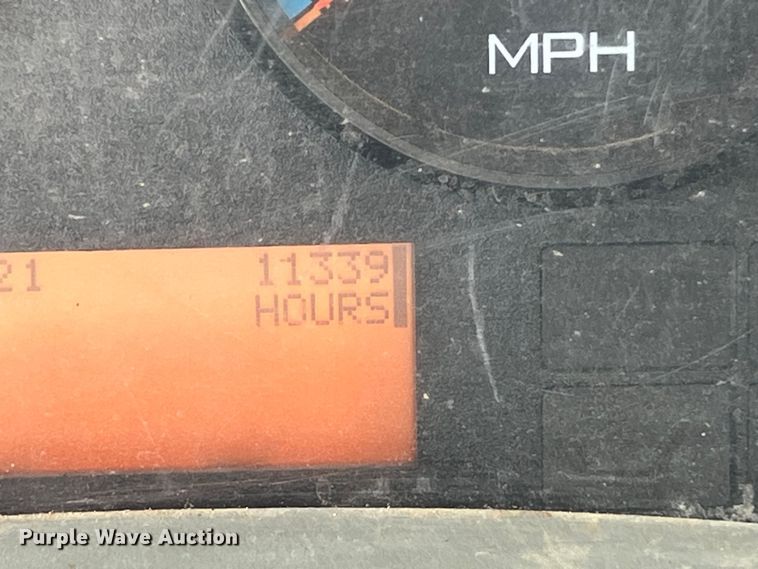 MPH
21 11339
HOURS
Purple Wave Auction